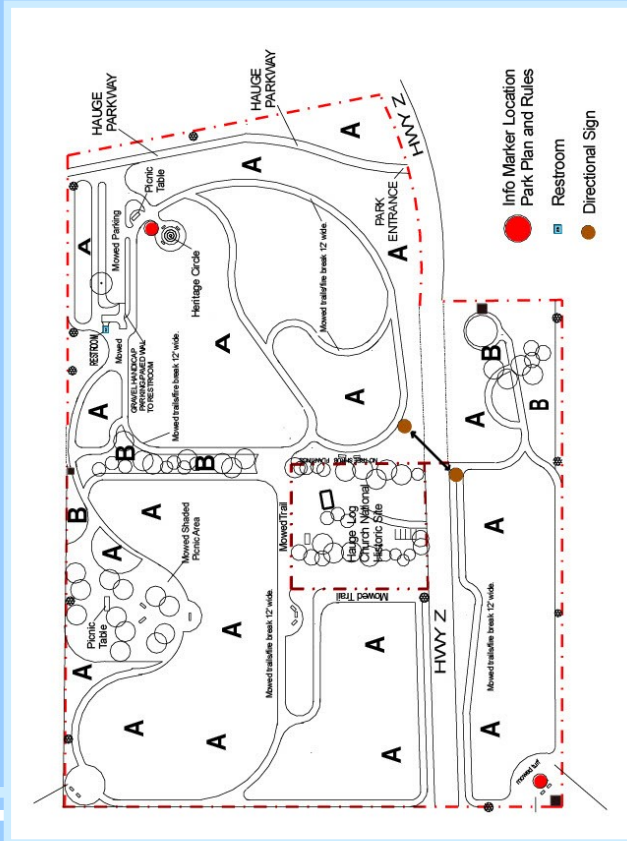 HAUGE
PARKWAY
HAUGE
PARKWAY
HWY Z
A
A
PARK
ENTRANCE
A
Picnic
Table
Mowed Parking
A
Heritage Circle
Mowed trails/fire break 12' wide.
RESTROOM
Mowed
GRAVEL HANDICAP
PARKING/PAVED WAL
TO RESTROOM
A
A
A
Mowed trails/fire break 12' wide.
B
B
B
A
A
Mowed Shaded
Picnic Area
Picnic
Table
A
A
A
A
Mowed trails/fire break 12' wide.
Mowed Trail
Hauge Log
Church National
Historic Site
Mowed Trail
A
A
HWY Z
A
B
B
A
Mowed trails/fire break 12' wide.
A
mowed turf
Info Marker Location
Park Plan and Rules
Restroom
Directional Sign